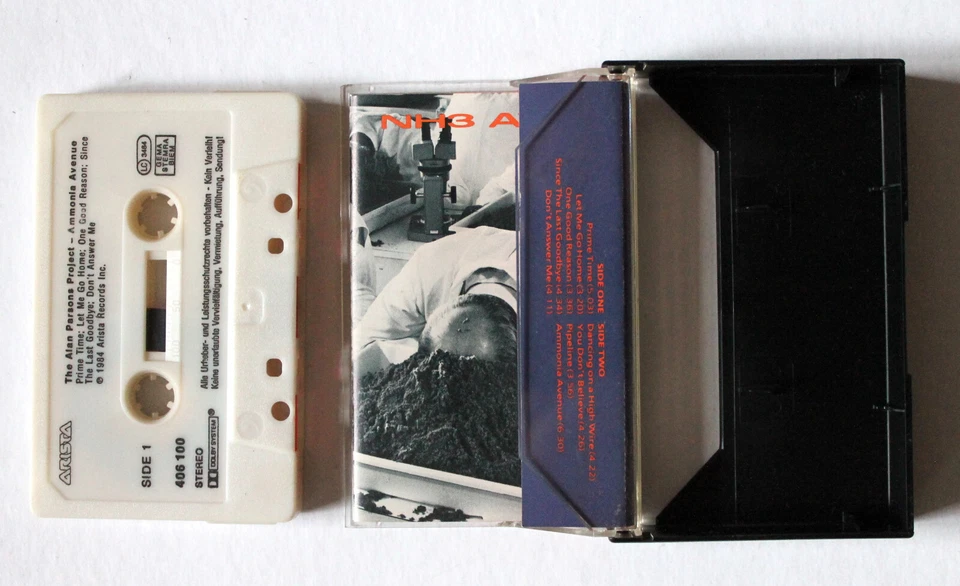 ARISTA
The Alan Parsons Project - Ammonia Avenue
Prime Time; Let Me Go Home; One Good Reason; Since
The Last Goodbye; Don't Answer Me
℗ 1984 Arista Records Inc.
LC 3484
GEMA
STEMRA
BIEM
SIDE 1
406 100
STEREO
DOLBY SYSTEM®
Alle Urheber- und Leistungsschutzrechte vorbehalten - Kein Verleih!
Keine unerlaubte Vervielfältigung, Vermietung, Aufführung, Sendung!
NH3 A
SIDE ONE
Prime Time (5.03)
Let Me Go Home (3.20)
One Good Reason (3.36)
Since The Last Goodbye (4.34)
Don't Answer Me (4.11)
SIDE TWO
Dancing on a High Wire (4.22)
You Don't Believe (4.26)
Pipeline (3.56)
Ammonia Avenue (6.30)